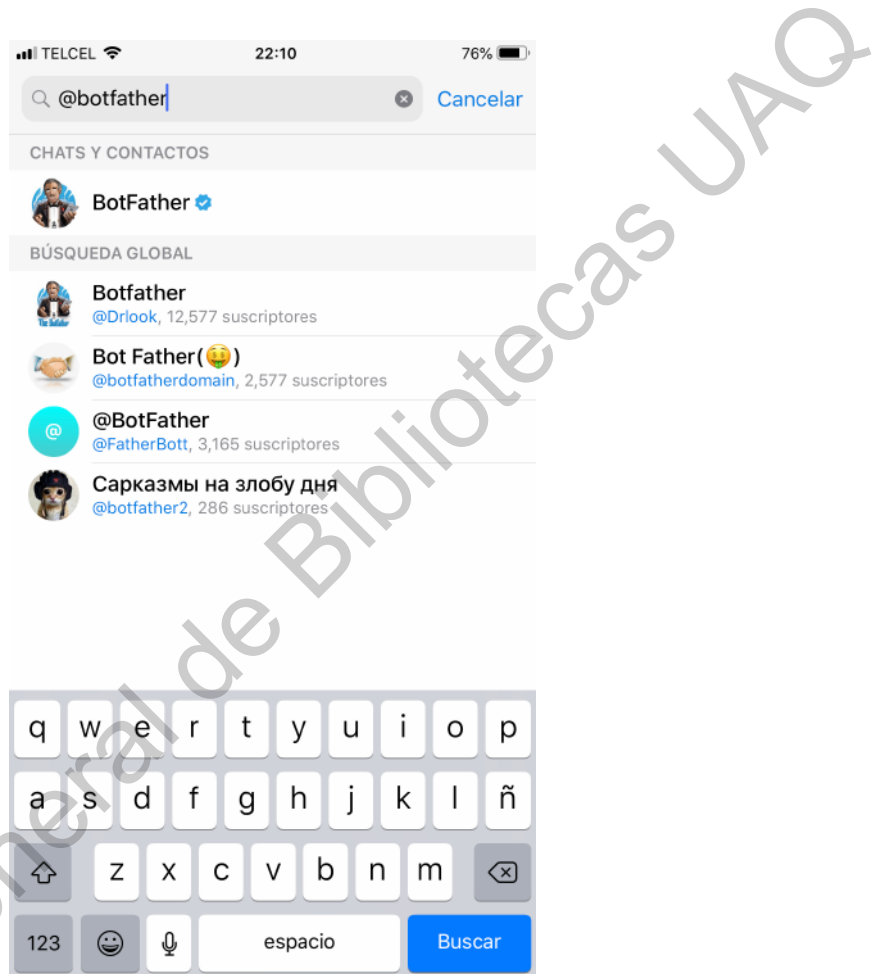 TELCEL 22:10 76%
@botfather Cancelar
CHATS Y CONTACTOS
BotFather
BÚSQUEDA GLOBAL
Botfather
@Drlook, 12,577 suscriptores
Bot Father(🤑)
@botfatherdomain, 2,577 suscriptores
@ @BotFather
@FatherBott, 3,165 suscriptores
Сарказмы на злобу дня
@botfather2, 286 suscriptores
q w e r t y u i o p
a s d f g h j k l ñ
z x c v b n m
123 espacio Buscar
de Bibliotecas UAQ